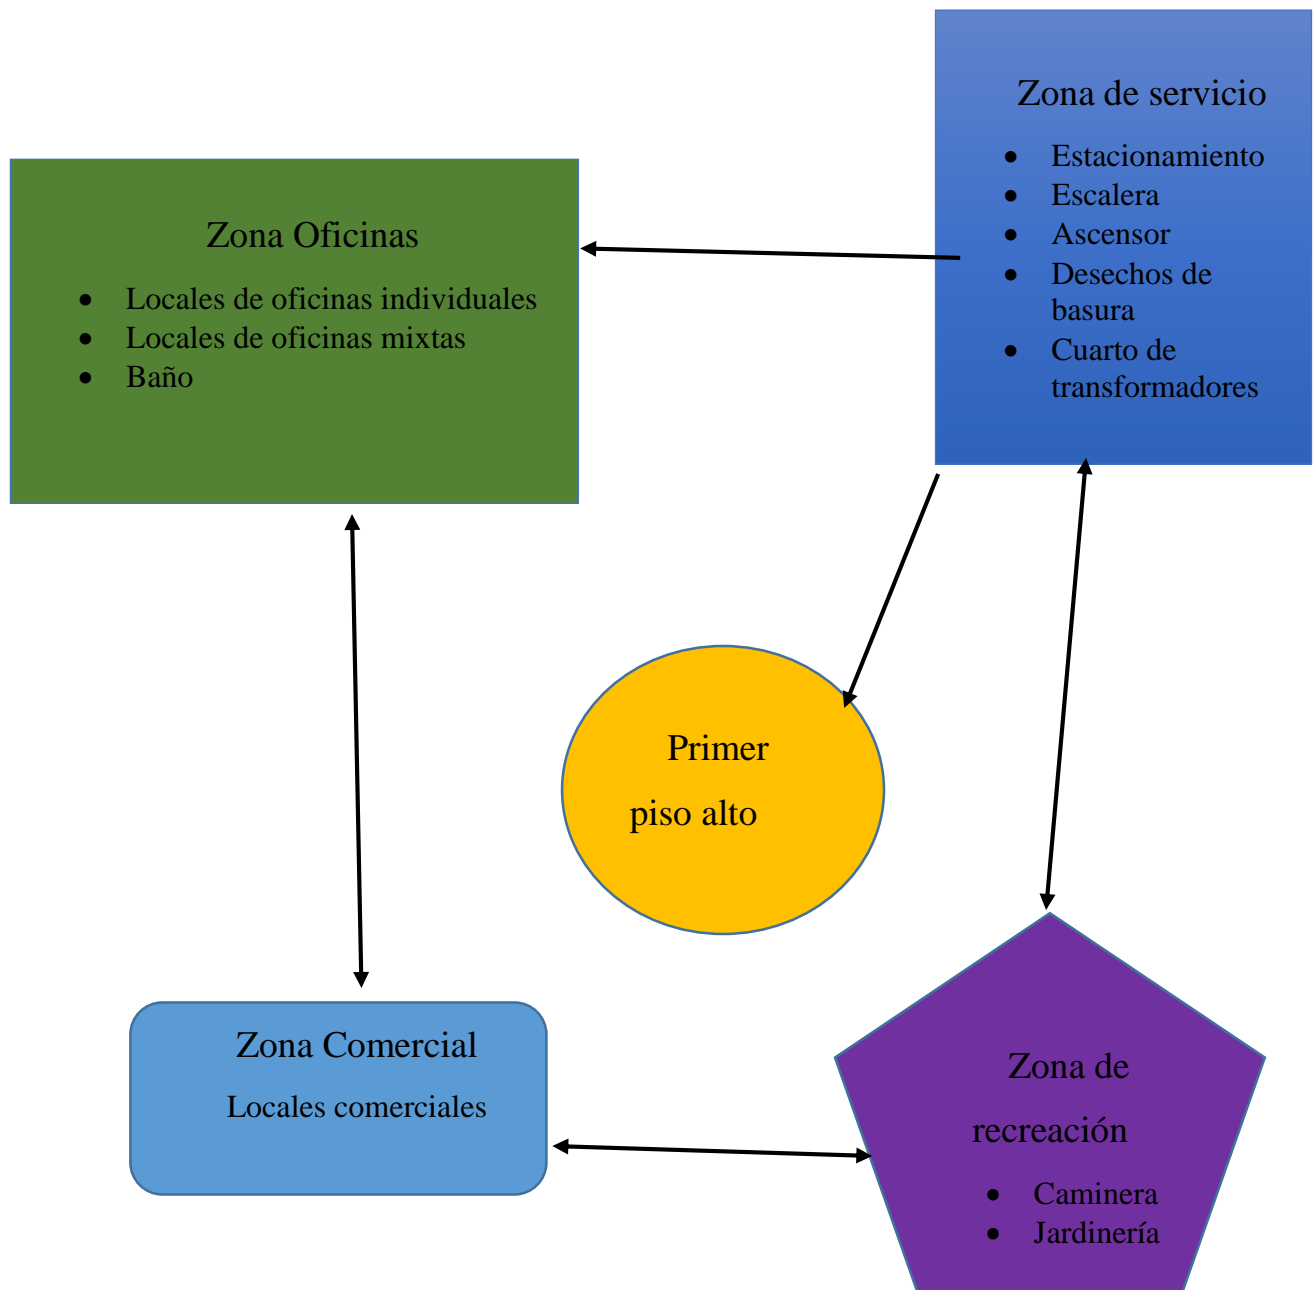 Zona de servicio
• Estacionamiento
• Escalera
• Ascensor
• Desechos de
basura
• Cuarto de
transformadores
Zona Oficinas
• Locales de oficinas individuales
• Locales de oficinas mixtas
• Baño
Primer
piso alto
Zona Comercial
Locales comerciales
Zona de
recreación
• Caminera
• Jardinería